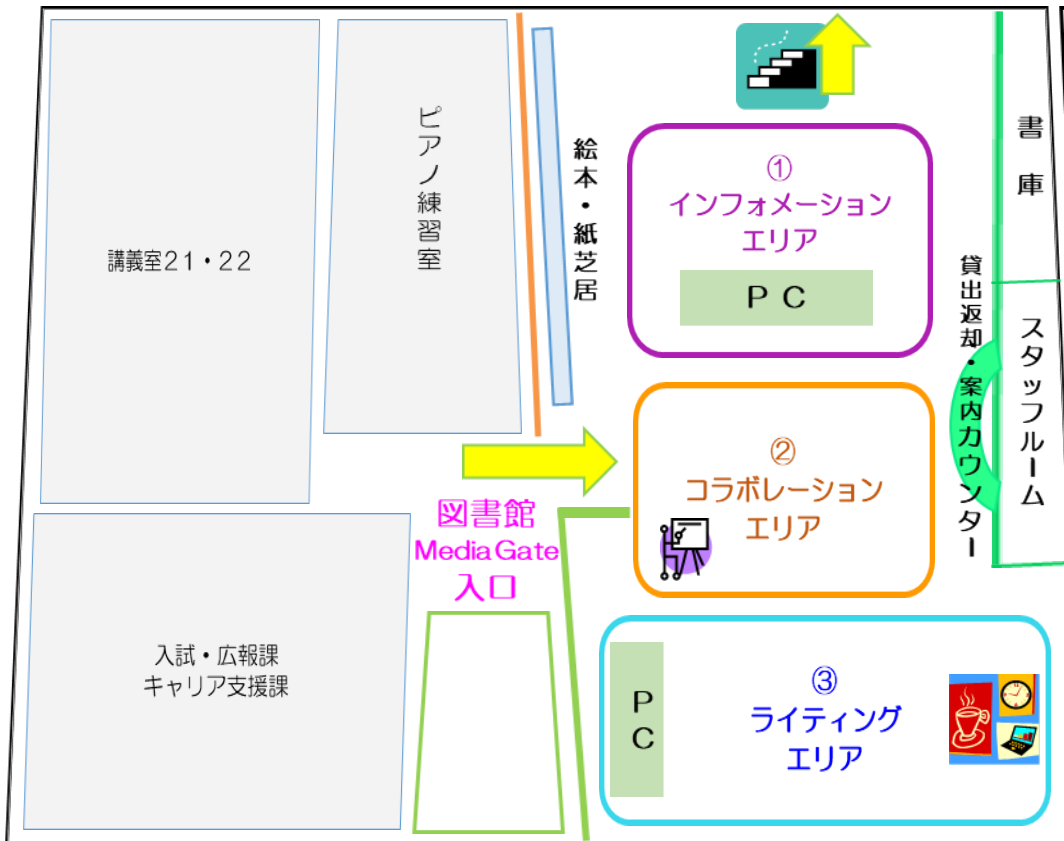 講義室２１・２２
ピアノ練習室
絵本・紙芝居
①
インフォメーション
エリア
ＰＣ
書庫
貸出返却・案内カウンター
スタッフルーム
②
コラボレーション
エリア
図書館
Media Gate
入口
入試・広報課
キャリア支援課
ＰＣ
③
ライティング
エリア